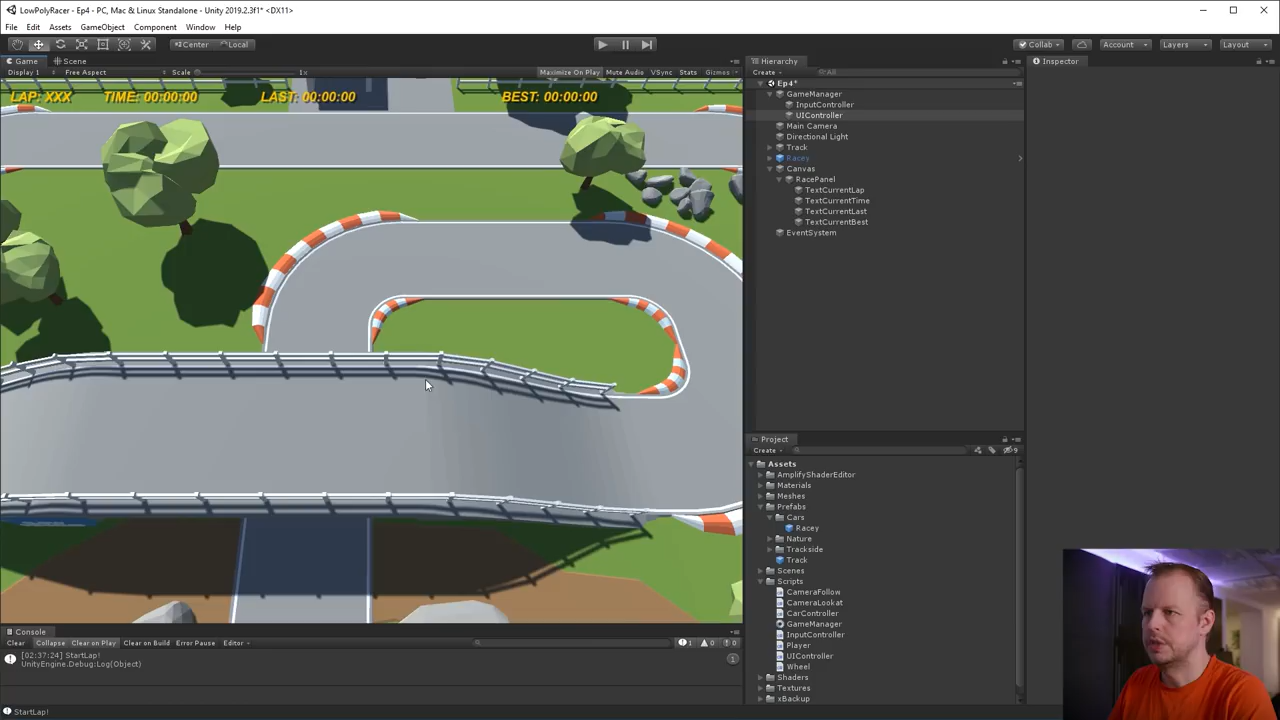 LowPolyRacer - Ep4 - PC, Mac & Linux Standalone - Unity 2019.2.3f1* <DX11>
File Edit Assets GameObject Component Window Help
Center Local Collab Account Layers Layout
Game Scene
Display 1 Free Aspect Scale 1x Maximize On Play Mute Audio VSync Stats Gizmos
LAP: XXX TIME: 00:00:00 LAST: 00:00:00 BEST: 00:00:00
Hierarchy
Create All
Ep4*
GameManager
InputController
UIController
Main Camera
Directional Light
Track
Racey
Canvas
RacePanel
TextCurrentLap
TextCurrentTime
TextCurrentLast
TextCurrentBest
EventSystem
Inspector
Project
Create 9
Assets
AmplifyShaderEditor
Materials
Meshes
Prefabs
Cars
Racey
Nature
Trackside
Track
Scenes
Scripts
CameraFollow
CameraLookat
CarController
GameManager
InputController
Player
UIController
Wheel
Shaders
Textures
xBackup
Console
Clear Collapse Clear on Play Clear on Build Error Pause Editor 1 0 0
[02:37:24] StartLap!
UnityEngine.Debug:Log(Object)
1
StartLap!